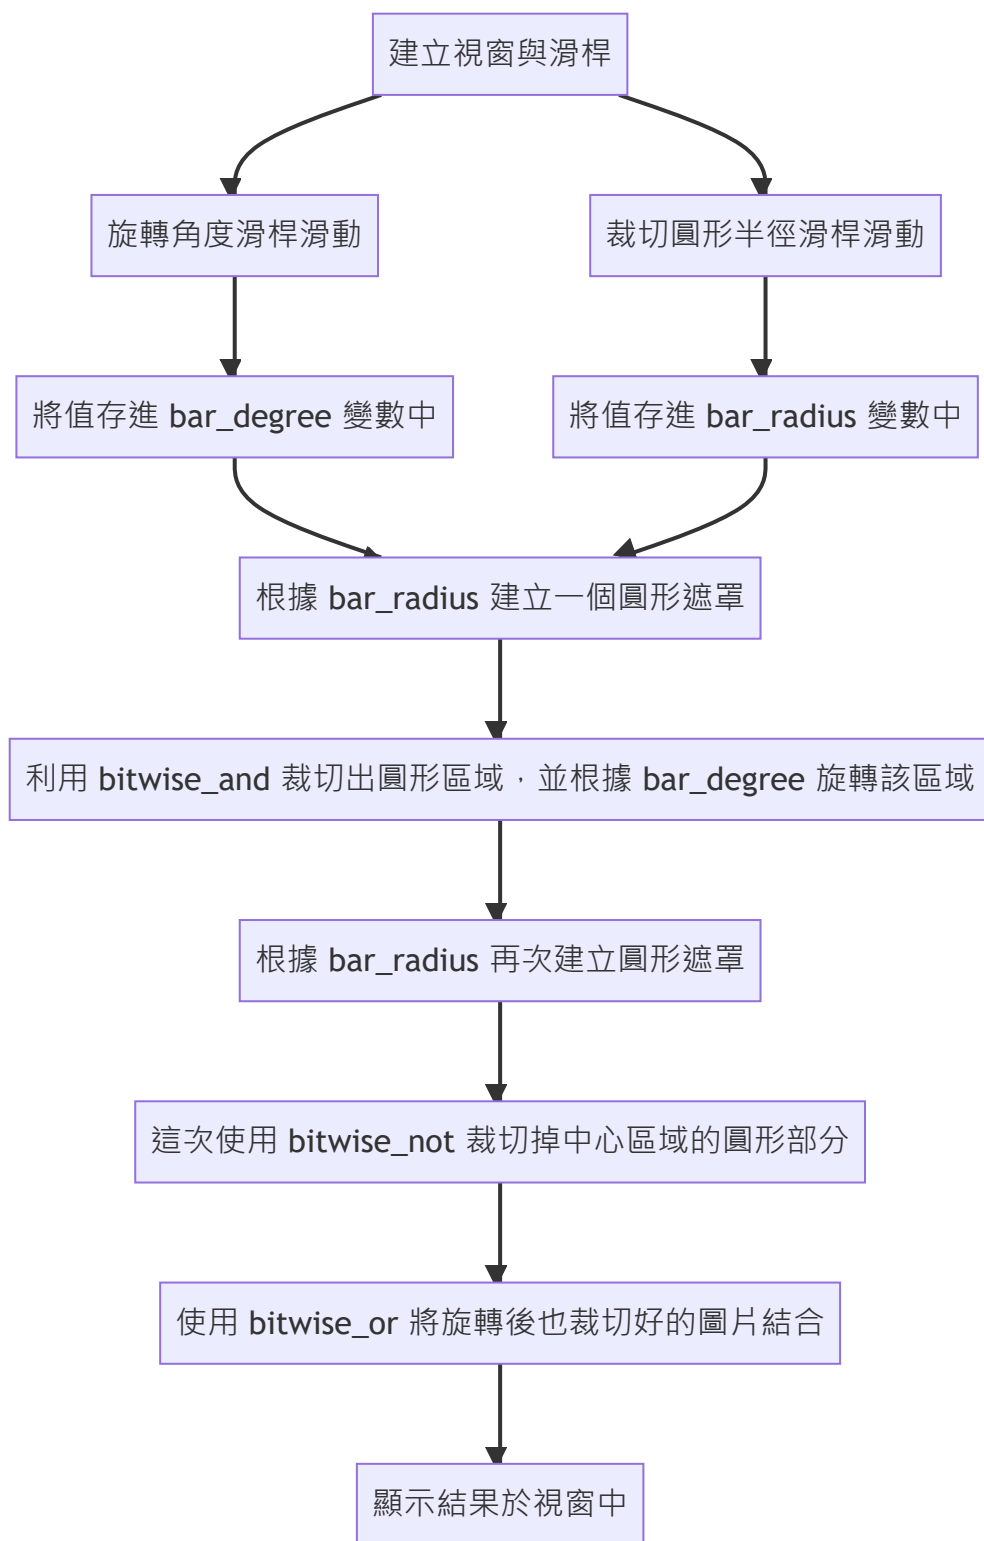 建立視窗與滑桿
旋轉角度滑桿滑動
裁切圓形半徑滑桿滑動
將值存進 bar_degree 變數中
將值存進 bar_radius 變數中
根據 bar_radius 建立一個圓形遮罩
利用 bitwise_and 裁切出圓形區域，並根據 bar_degree 旋轉該區域
根據 bar_radius 再次建立圓形遮罩
這次使用 bitwise_not 裁切掉中心區域的圓形部分
使用 bitwise_or 將旋轉後也裁切好的圖片結合
顯示結果於視窗中